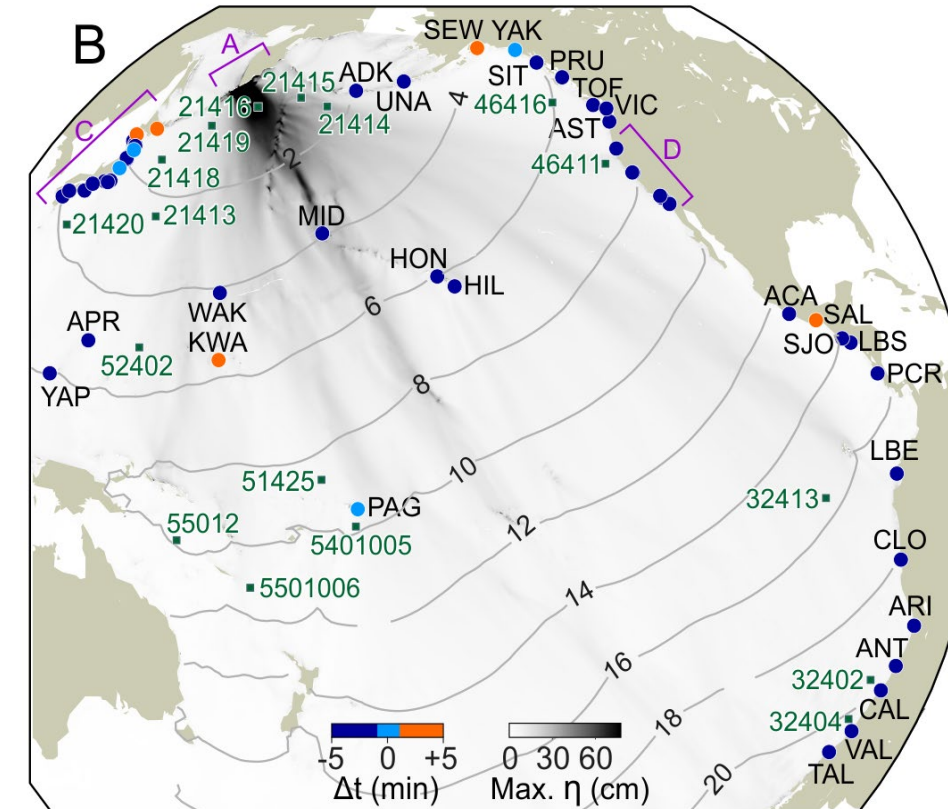 B
A
SEW YAK
21415 ADK
SIT PRU
UNA
TOF
21416
21414
4
46416
VIC
C
21419
AST
D
2
21418
46411
21413
MID
21420
HON
HIL
WAK
6
ACA
SAL
APR
KWA
SJO LBS
52402
YAP
8
PCR
LBE
10
51425
32413
PAG
55012
12
5401005
CLO
5501006
14
ARI
ANT
16
32402
CAL
18
32404
VAL
TAL
20
-5 0 +5
Δt (min)
0 30 60
Max. η (cm)